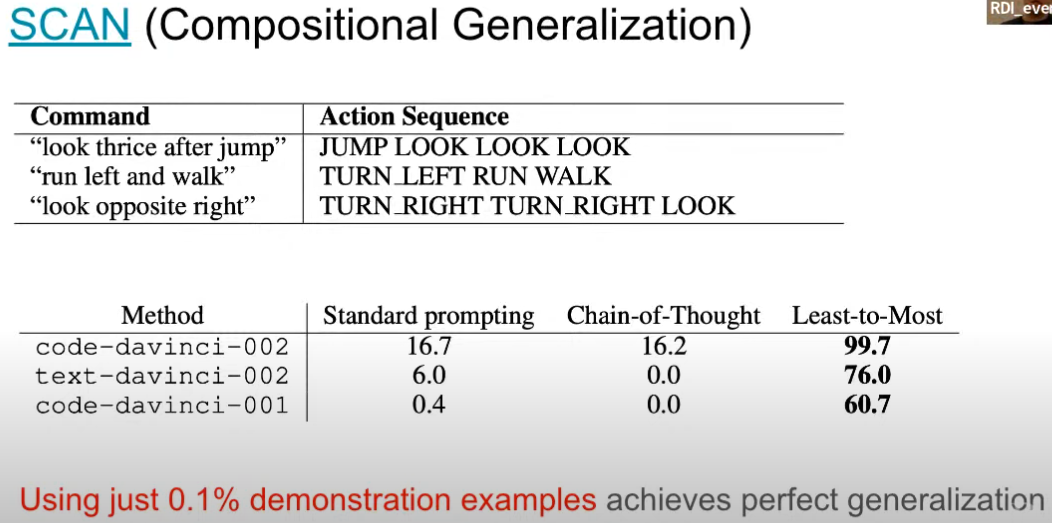 SCAN (Compositional Generalization)
RDI_eve
Command Action Sequence
“look thrice after jump” JUMP LOOK LOOK LOOK
“run left and walk” TURN_LEFT RUN WALK
“look opposite right” TURN_RIGHT TURN_RIGHT LOOK
Method Standard prompting Chain-of-Thought Least-to-Most
code-davinci-002 16.7 16.2 99.7
text-davinci-002 6.0 0.0 76.0
code-davinci-001 0.4 0.0 60.7
Using just 0.1% demonstration examples achieves perfect generalization